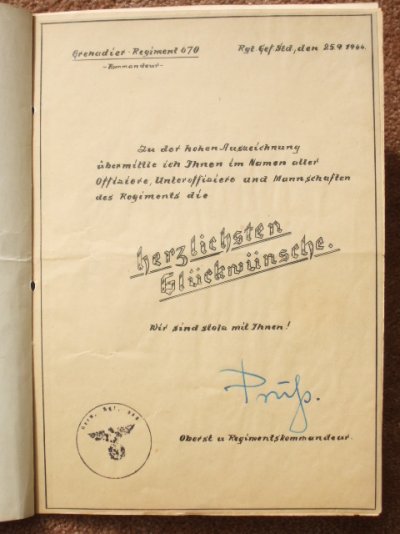 Grenadier-Regiment 670
-Kommandeur-
Rgt. Gef. Std., den 25.9.1944.
Zu der hohen Auszeichnung
übermittle ich Ihnen im Namen aller
Offiziere, Unteroffiziere und Mannschaften
des Regiments die
herzlichsten
Glückwünsche.
Wir sind stolz mit Ihnen!
Oberst u Regimentskommandeur.